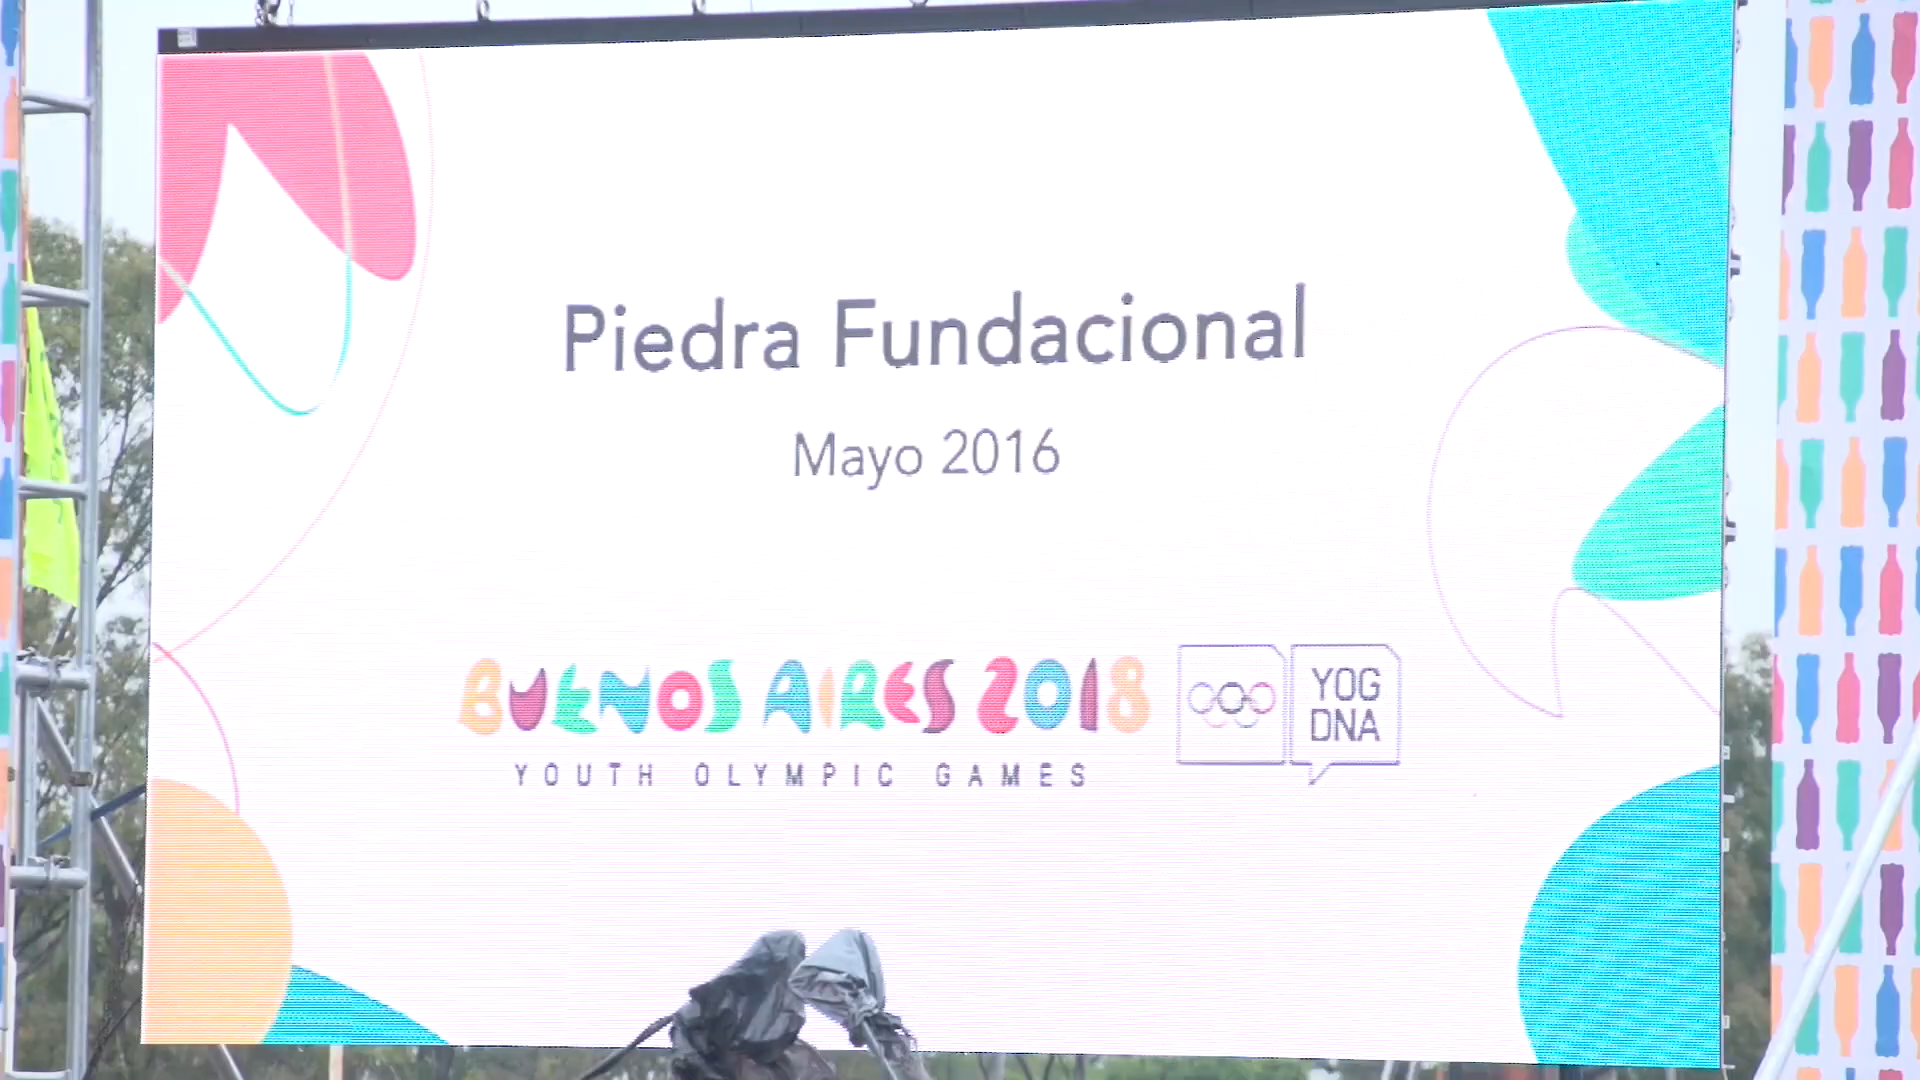 Piedra Fundacional
Mayo 2016
BUENOS AIRES 2018
YOUTH OLYMPIC GAMES
YOG
DNA